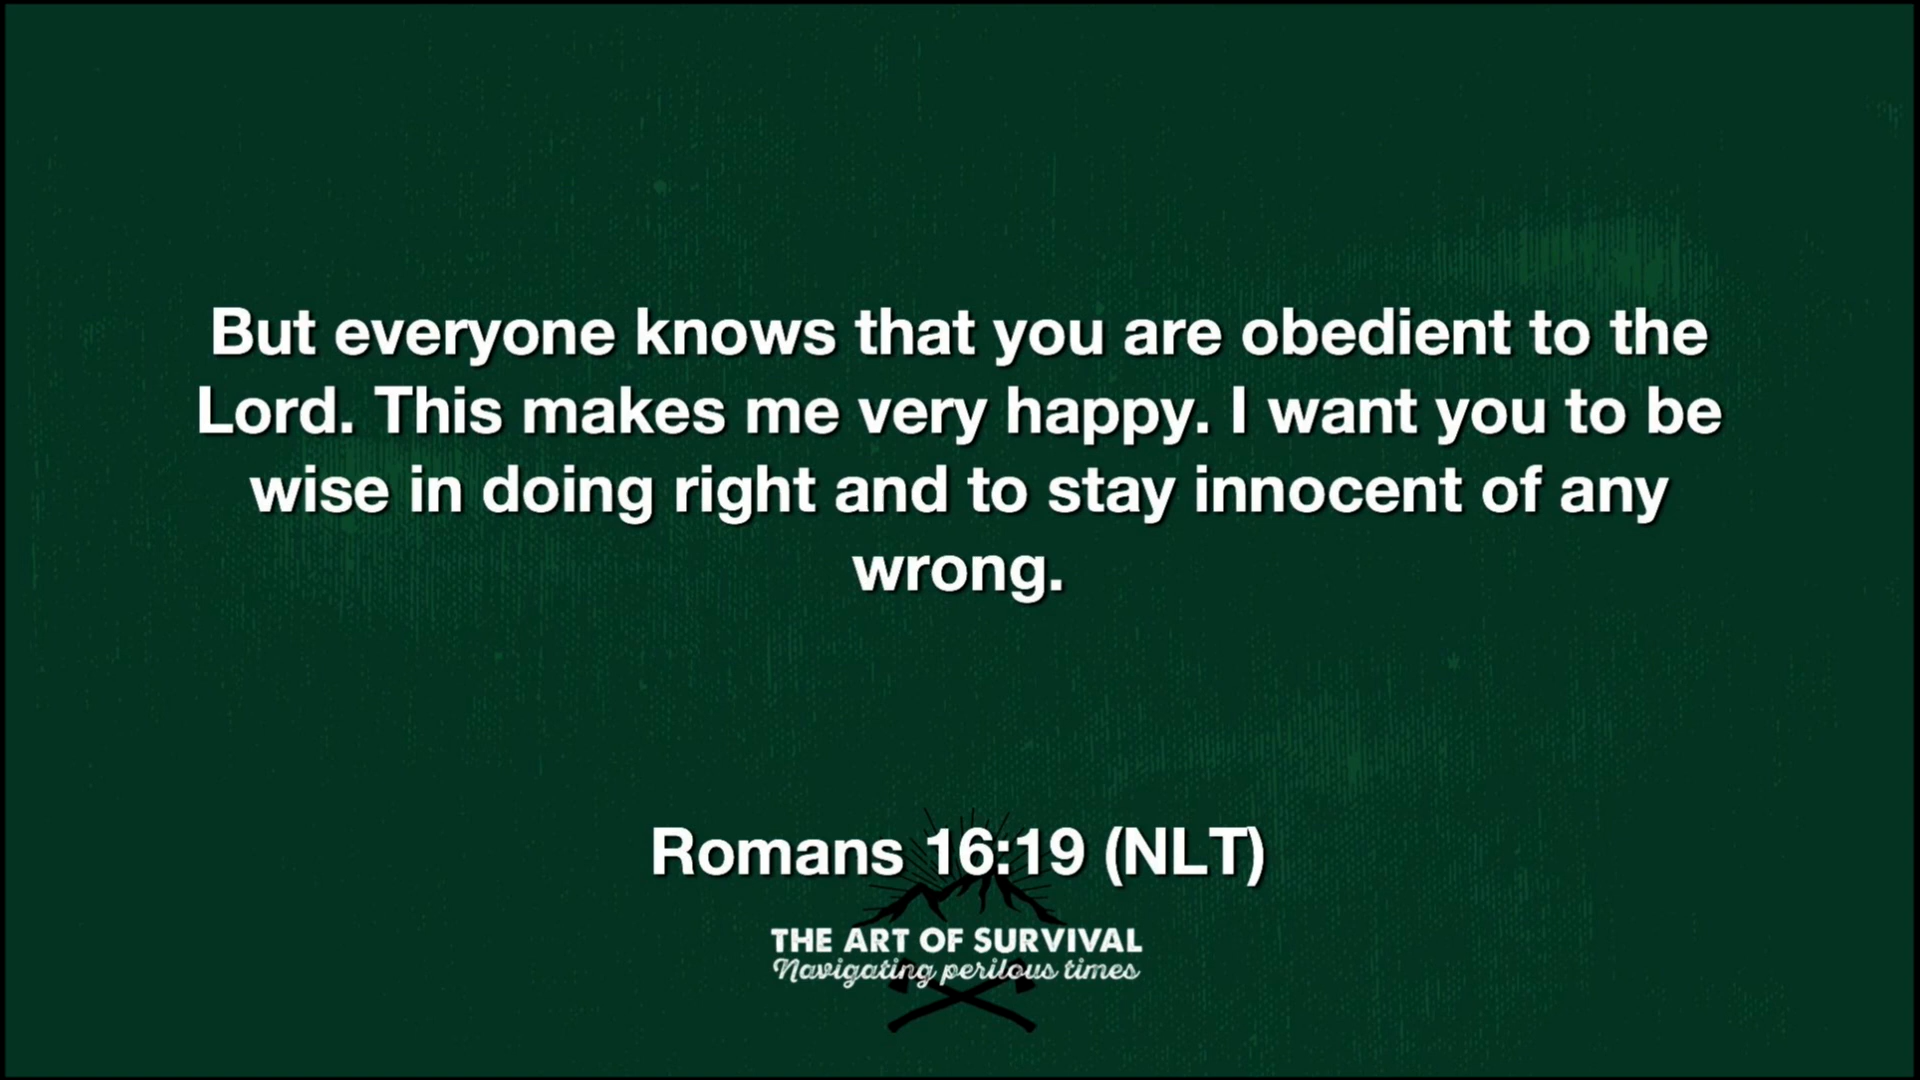 But everyone knows that you are obedient to the
Lord. This makes me very happy. I want you to be
wise in doing right and to stay innocent of any
wrong.
Romans 16:19 (NLT)
THE ART OF SURVIVAL
Navigating perilous times